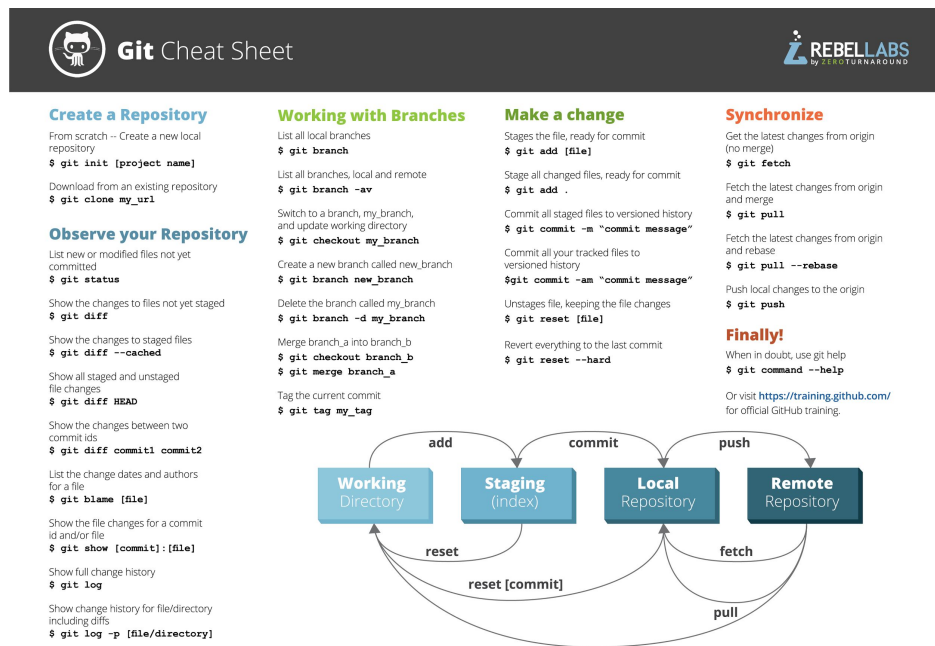 Git Cheat Sheet
REBELLABS
by ZEROTURNAROUND
Create a Repository
From scratch -- Create a new local
repository
$ git init [project name]
Download from an existing repository
$ git clone my_url
Observe your Repository
List new or modified files not yet
committed
$ git status
Show the changes to files not yet staged
$ git diff
Show the changes to staged files
$ git diff --cached
Show all staged and unstaged
file changes
$ git diff HEAD
Show the changes between two
commit ids
$ git diff commit1 commit2
List the change dates and authors
for a file
$ git blame [file]
Show the file changes for a commit
id and/or file
$ git show [commit]:[file]
Show full change history
$ git log
Show change history for file/directory
including diffs
$ git log -p [file/directory]
Working with Branches
List all local branches
$ git branch
List all branches, local and remote
$ git branch -av
Switch to a branch, my_branch,
and update working directory
$ git checkout my_branch
Create a new branch called new_branch
$ git branch new_branch
Delete the branch called my_branch
$ git branch -d my_branch
Merge branch_a into branch_b
$ git checkout branch_b
$ git merge branch_a
Tag the current commit
$ git tag my_tag
Make a change
Stages the file, ready for commit
$ git add [file]
Stage all changed files, ready for commit
$ git add .
Commit all staged files to versioned history
$ git commit -m “commit message”
Commit all your tracked files to
versioned history
$git commit -am “commit message”
Unstages file, keeping the file changes
$ git reset [file]
Revert everything to the last commit
$ git reset --hard
Synchronize
Get the latest changes from origin
(no merge)
$ git fetch
Fetch the latest changes from origin
and merge
$ git pull
Fetch the latest changes from origin
and rebase
$ git pull --rebase
Push local changes to the origin
$ git push
Finally!
When in doubt, use git help
$ git command --help
Or visit https://training.github.com/
for official GitHub training.
add
commit
push
Working
Directory
Staging
(index)
Local
Repository
Remote
Repository
reset
fetch
reset [commit]
pull